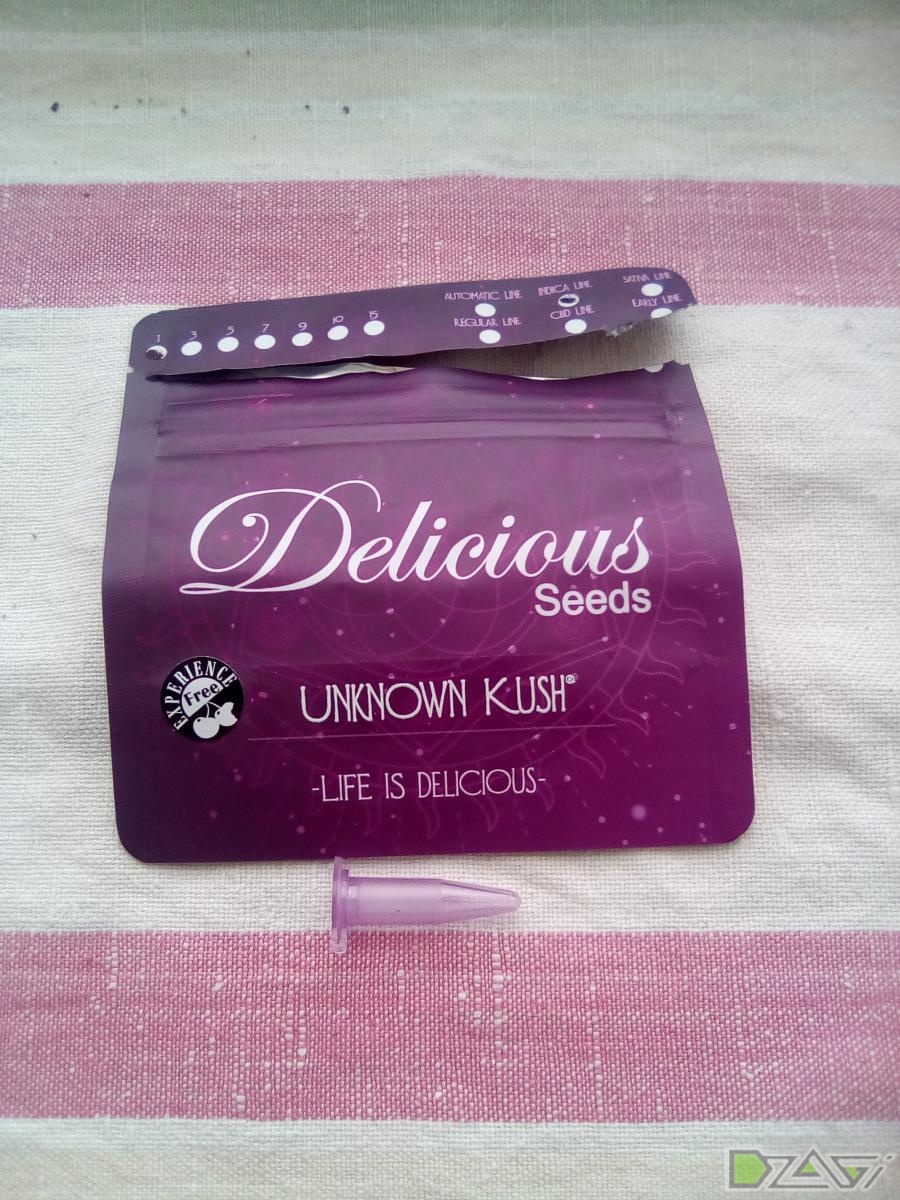 1 3 5 7 9 10 15
AUTOMATIC LINE INDICA LINE SATIVA LINE
REGULAR LINE CBD LINE EARLY LINE
Delicious
Seeds
EXPERIENCE
Free
UNKNOWN KUSH®
-LIFE IS DELICIOUS-
DZAGI